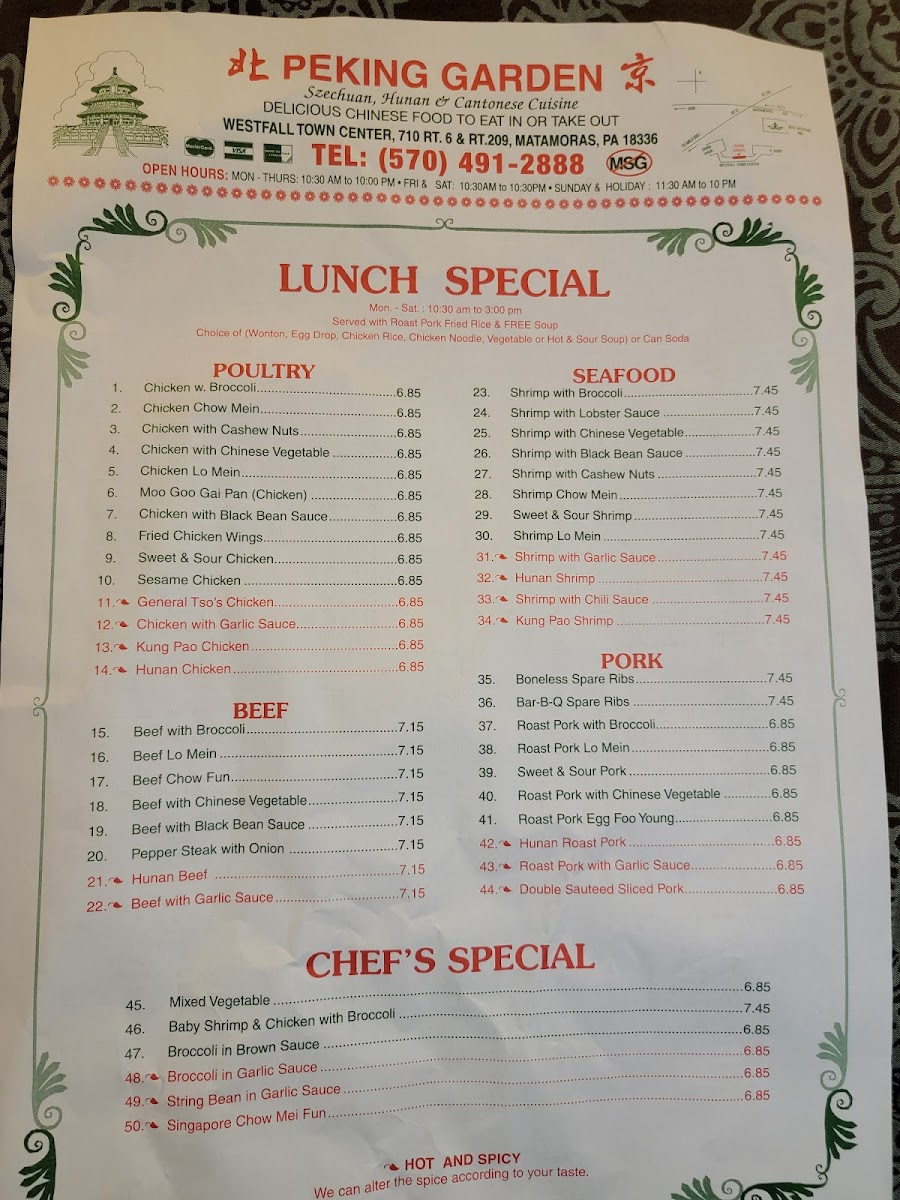 北 PEKING GARDEN 京
Szechuan, Hunan & Cantonese Cuisine
DELICIOUS CHINESE FOOD TO EAT IN OR TAKE OUT
WESTFALL TOWN CENTER, 710 RT. 6 & RT.209, MATAMORAS, PA 18336
MasterCard VISA
TEL: (570) 491-2888
MSG
OPEN HOURS: MON - THURS: 10:30 AM to 10:00 PM • FRI & SAT: 10:30AM to 10:30PM • SUNDAY & HOLIDAY : 11:30 AM to 10 PM
LUNCH SPECIAL
Mon. - Sat. : 10:30 am to 3:00 pm
Served with Roast Pork Fried Rice & FREE Soup
Choice of (Wonton, Egg Drop, Chicken Rice, Chicken Noodle, Vegetable or Hot & Sour Soup) or Can Soda
POULTRY
1. Chicken w. Broccoli 6.85
2. Chicken Chow Mein 6.85
3. Chicken with Cashew Nuts 6.85
4. Chicken with Chinese Vegetable 6.85
5. Chicken Lo Mein 6.85
6. Moo Goo Gai Pan (Chicken) 6.85
7. Chicken with Black Bean Sauce 6.85
8. Fried Chicken Wings 6.85
9. Sweet & Sour Chicken 6.85
10. Sesame Chicken 6.85
11. General Tso's Chicken 6.85
12. Chicken with Garlic Sauce 6.85
13. Kung Pao Chicken 6.85
14. Hunan Chicken 6.85
BEEF
15. Beef with Broccoli 7.15
16. Beef Lo Mein 7.15
17. Beef Chow Fun 7.15
18. Beef with Chinese Vegetable 7.15
19. Beef with Black Bean Sauce 7.15
20. Pepper Steak with Onion 7.15
21. Hunan Beef 7.15
22. Beef with Garlic Sauce 7.15
SEAFOOD
23. Shrimp with Broccoli 7.45
24. Shrimp with Lobster Sauce 7.45
25. Shrimp with Chinese Vegetable 7.45
26. Shrimp with Black Bean Sauce 7.45
27. Shrimp with Cashew Nuts 7.45
28. Shrimp Chow Mein 7.45
29. Sweet & Sour Shrimp 7.45
30. Shrimp Lo Mein 7.45
31. Shrimp with Garlic Sauce 7.45
32. Hunan Shrimp 7.45
33. Shrimp with Chili Sauce 7.45
34. Kung Pao Shrimp 7.45
PORK
35. Boneless Spare Ribs 7.45
36. Bar-B-Q Spare Ribs 7.45
37. Roast Pork with Broccoli 6.85
38. Roast Pork Lo Mein 6.85
39. Sweet & Sour Pork 6.85
40. Roast Pork with Chinese Vegetable 6.85
41. Roast Pork Egg Foo Young 6.85
42. Hunan Roast Pork 6.85
43. Roast Pork with Garlic Sauce 6.85
44. Double Sauteed Sliced Pork 6.85
CHEF'S SPECIAL
45. Mixed Vegetable 6.85
46. Baby Shrimp & Chicken with Broccoli 7.45
47. Broccoli in Brown Sauce 6.85
48. Broccoli in Garlic Sauce 6.85
49. String Bean in Garlic Sauce 6.85
50. Singapore Chow Mei Fun 6.85
HOT AND SPICY
We can alter the spice according to your taste.